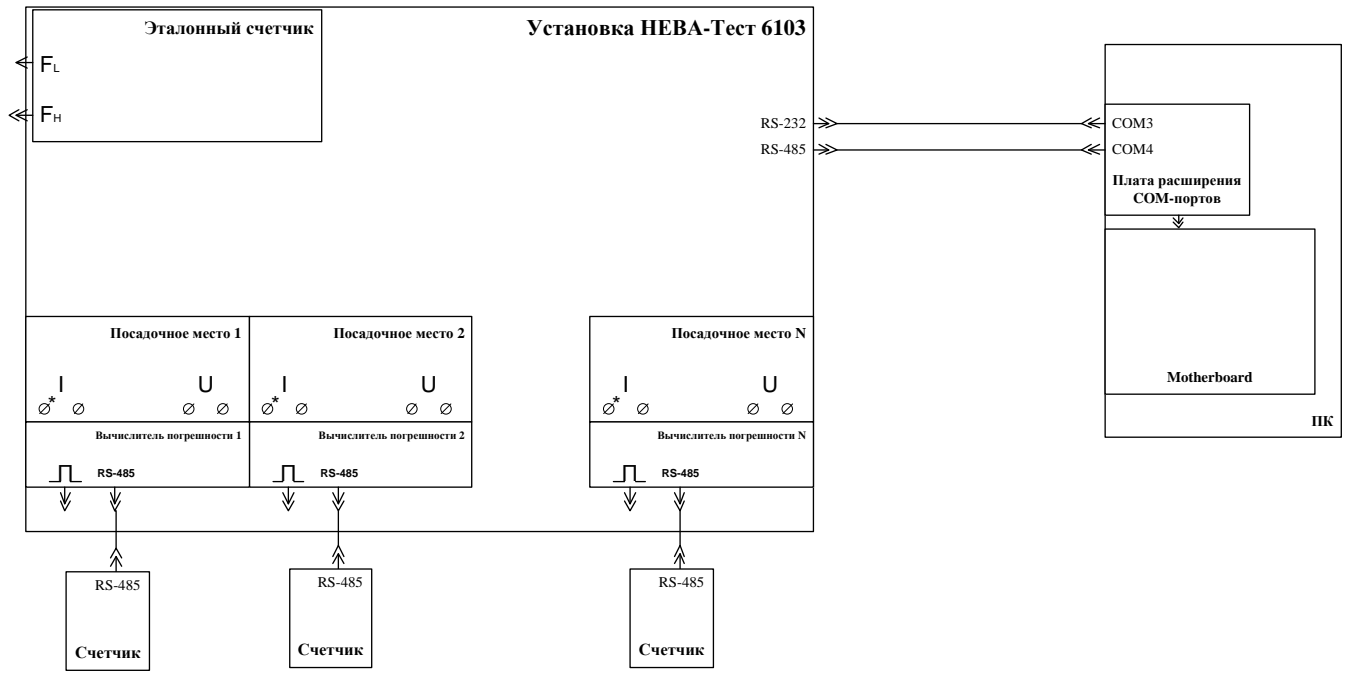 Эталонный счетчик
Установка НЕВА-Тест 6103
FL
FH
RS-232
RS-485
COM3
COM4
Плата расширения
COM-портов
Motherboard
ПК
Посадочное место 1
I
U
*
Вычислитель погрешности 1
RS-485
Посадочное место 2
I
U
*
Вычислитель погрешности 2
RS-485
Посадочное место N
I
U
*
Вычислитель погрешности N
RS-485
RS-485
Счетчик
RS-485
Счетчик
RS-485
Счетчик